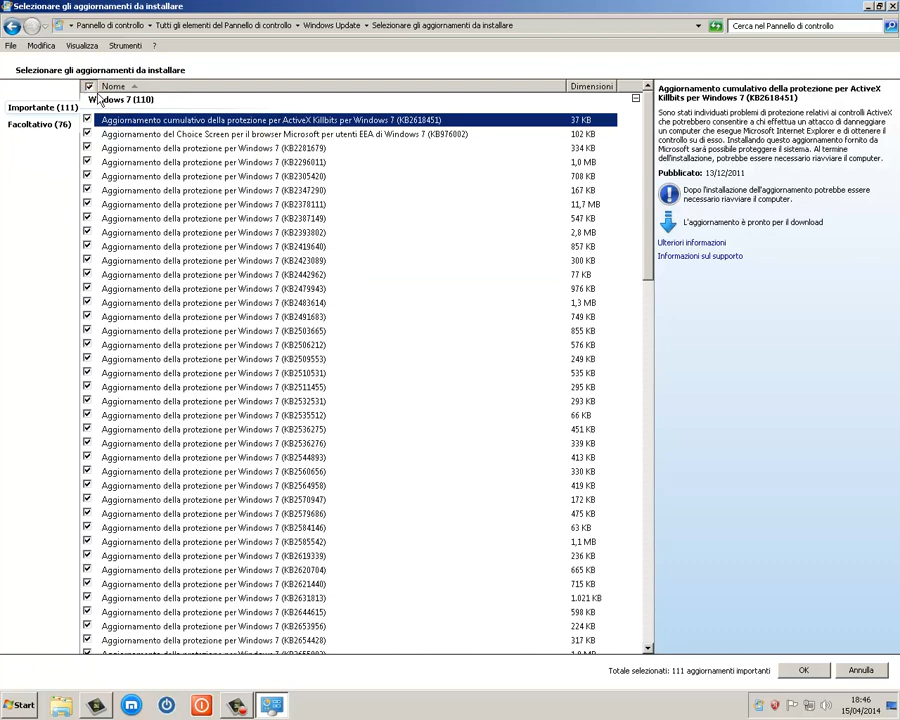 Selezionare gli aggiornamenti da installare
Pannello di controllo ▾ Tutti gli elementi del Pannello di controllo ▾ Windows Update ▾ Selezionare gli aggiornamenti da installare
Cerca nel Pannello di controllo
File Modifica Visualizza Strumenti ?
Selezionare gli aggiornamenti da installare
Nome Dimensioni
Importante (111)
Facoltativo (76)
Windows 7 (110)
Aggiornamento cumulativo della protezione per ActiveX Killbits per Windows 7 (KB2618451) 37 KB
Aggiornamento del Choice Screen per il browser Microsoft per utenti EEA di Windows 7 (KB976002) 102 KB
Aggiornamento della protezione per Windows 7 (KB2281679) 334 KB
Aggiornamento della protezione per Windows 7 (KB2296011) 1,0 MB
Aggiornamento della protezione per Windows 7 (KB2305420) 708 KB
Aggiornamento della protezione per Windows 7 (KB2347290) 167 KB
Aggiornamento della protezione per Windows 7 (KB2378111) 11,7 MB
Aggiornamento della protezione per Windows 7 (KB2387149) 547 KB
Aggiornamento della protezione per Windows 7 (KB2393802) 2,8 MB
Aggiornamento della protezione per Windows 7 (KB2419640) 857 KB
Aggiornamento della protezione per Windows 7 (KB2423089) 300 KB
Aggiornamento della protezione per Windows 7 (KB2442962) 77 KB
Aggiornamento della protezione per Windows 7 (KB2479943) 976 KB
Aggiornamento della protezione per Windows 7 (KB2483614) 1,3 MB
Aggiornamento della protezione per Windows 7 (KB2491683) 749 KB
Aggiornamento della protezione per Windows 7 (KB2503665) 855 KB
Aggiornamento della protezione per Windows 7 (KB2506212) 576 KB
Aggiornamento della protezione per Windows 7 (KB2509553) 249 KB
Aggiornamento della protezione per Windows 7 (KB2510531) 535 KB
Aggiornamento della protezione per Windows 7 (KB2511455) 295 KB
Aggiornamento della protezione per Windows 7 (KB2532531) 293 KB
Aggiornamento della protezione per Windows 7 (KB2535512) 66 KB
Aggiornamento della protezione per Windows 7 (KB2536275) 451 KB
Aggiornamento della protezione per Windows 7 (KB2536276) 339 KB
Aggiornamento della protezione per Windows 7 (KB2544893) 413 KB
Aggiornamento della protezione per Windows 7 (KB2560656) 330 KB
Aggiornamento della protezione per Windows 7 (KB2564958) 419 KB
Aggiornamento della protezione per Windows 7 (KB2570947) 172 KB
Aggiornamento della protezione per Windows 7 (KB2579686) 475 KB
Aggiornamento della protezione per Windows 7 (KB2584146) 63 KB
Aggiornamento della protezione per Windows 7 (KB2585542) 1,1 MB
Aggiornamento della protezione per Windows 7 (KB2619339) 236 KB
Aggiornamento della protezione per Windows 7 (KB2620704) 665 KB
Aggiornamento della protezione per Windows 7 (KB2621440) 715 KB
Aggiornamento della protezione per Windows 7 (KB2631813) 1.021 KB
Aggiornamento della protezione per Windows 7 (KB2644615) 598 KB
Aggiornamento della protezione per Windows 7 (KB2653956) 224 KB
Aggiornamento della protezione per Windows 7 (KB2654428) 317 KB
Aggiornamento cumulativo della protezione per ActiveX
Killbits per Windows 7 (KB2618451)
Sono stati individuati problemi di protezione relativi ai controlli ActiveX
che potrebbero consentire a chi effettua un attacco di danneggiare
un computer che esegue Microsoft Internet Explorer e di ottenere il
controllo su di esso. Installando questo aggiornamento fornito da
Microsoft sarà possibile proteggere il sistema. Al termine
dell'installazione, potrebbe essere necessario riavviare il computer.
Pubblicato: 13/12/2011
Dopo l'installazione dell'aggiornamento potrebbe essere
necessario riavviare il computer.
L'aggiornamento è pronto per il download
Ulteriori informazioni
Informazioni sul supporto
Totale selezionati: 111 aggiornamenti importanti
OK Annulla
Start
18:46
15/04/2014